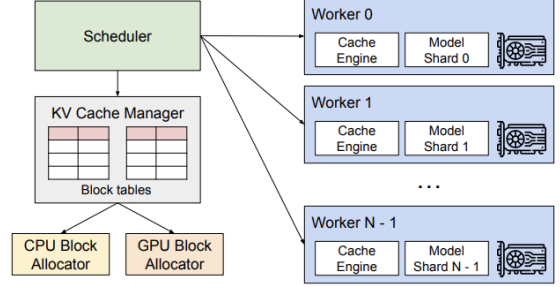 Scheduler
KV Cache Manager
Block tables
CPU Block
Allocator
GPU Block
Allocator
Worker 0
Cache
Engine
Model
Shard 0
Worker 1
Cache
Engine
Model
Shard 1
...
Worker N - 1
Cache
Engine
Model
Shard N - 1